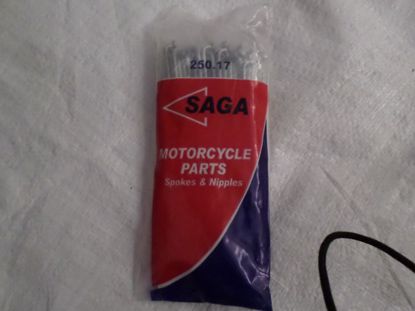 250.17
SAGA
MOTORCYCLE
PARTS
Spokes & Nipples